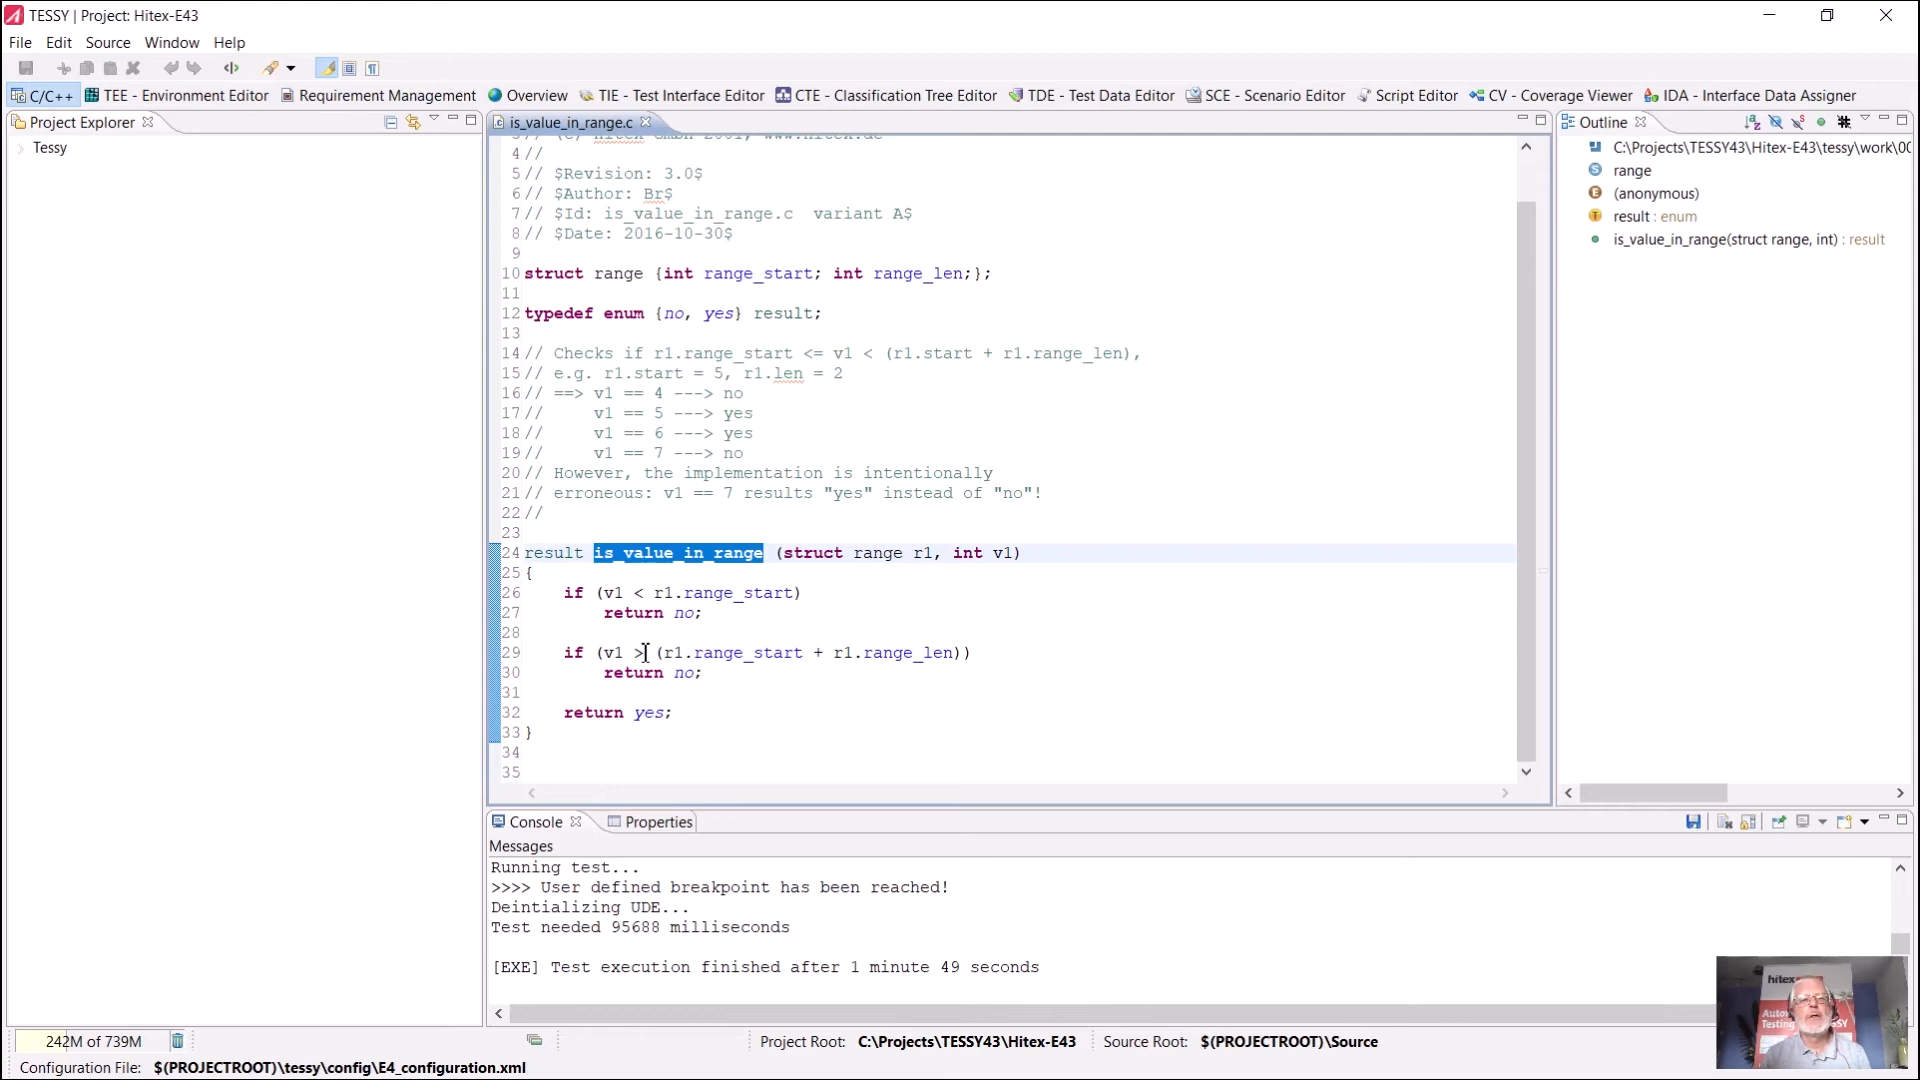 TESSY | Project: Hitex-E43
File Edit Source Window Help
C/C++ TEE - Environment Editor Requirement Management Overview TIE - Test Interface Editor CTE - Classification Tree Editor TDE - Test Data Editor SCE - Scenario Editor Script Editor CV - Coverage Viewer IDA - Interface Data Assigner
Project Explorer
Tessy
is_value_in_range.c
4 //
5 // $Revision: 3.0$
6 // $Author: Br$
7 // $Id: is_value_in_range.c  variant A$
8 // $Date: 2016-10-30$
9
10 struct range {int range_start; int range_len;};
11
12 typedef enum {no, yes} result;
13
14 // Checks if r1.range_start <= v1 < (r1.start + r1.range_len),
15 // e.g. r1.start = 5, r1.len = 2
16 // ==> v1 == 4 ---> no
17 //     v1 == 5 ---> yes
18 //     v1 == 6 ---> yes
19 //     v1 == 7 ---> no
20 // However, the implementation is intentionally
21 // erroneous: v1 == 7 results "yes" instead of "no"!
22 //
23
24 result is_value_in_range (struct range r1, int v1)
25 {
26     if (v1 < r1.range_start)
27         return no;
28
29     if (v1 > (r1.range_start + r1.range_len))
30         return no;
31
32     return yes;
33 }
34
35
Outline
C:\Projects\TESSY43\Hitex-E43\tessy\work\00
range
(anonymous)
result : enum
is_value_in_range(struct range, int) : result
Console Properties
Messages
Running test...
>>>> User defined breakpoint has been reached!
Deintializing UDE...
Test needed 95688 milliseconds
[EXE] Test execution finished after 1 minute 49 seconds
hitex
242M of 739M Project Root: C:\Projects\TESSY43\Hitex-E43 Source Root: $(PROJECTROOT)\Source
Configuration File: $(PROJECTROOT)\tessy\config\E4_configuration.xml